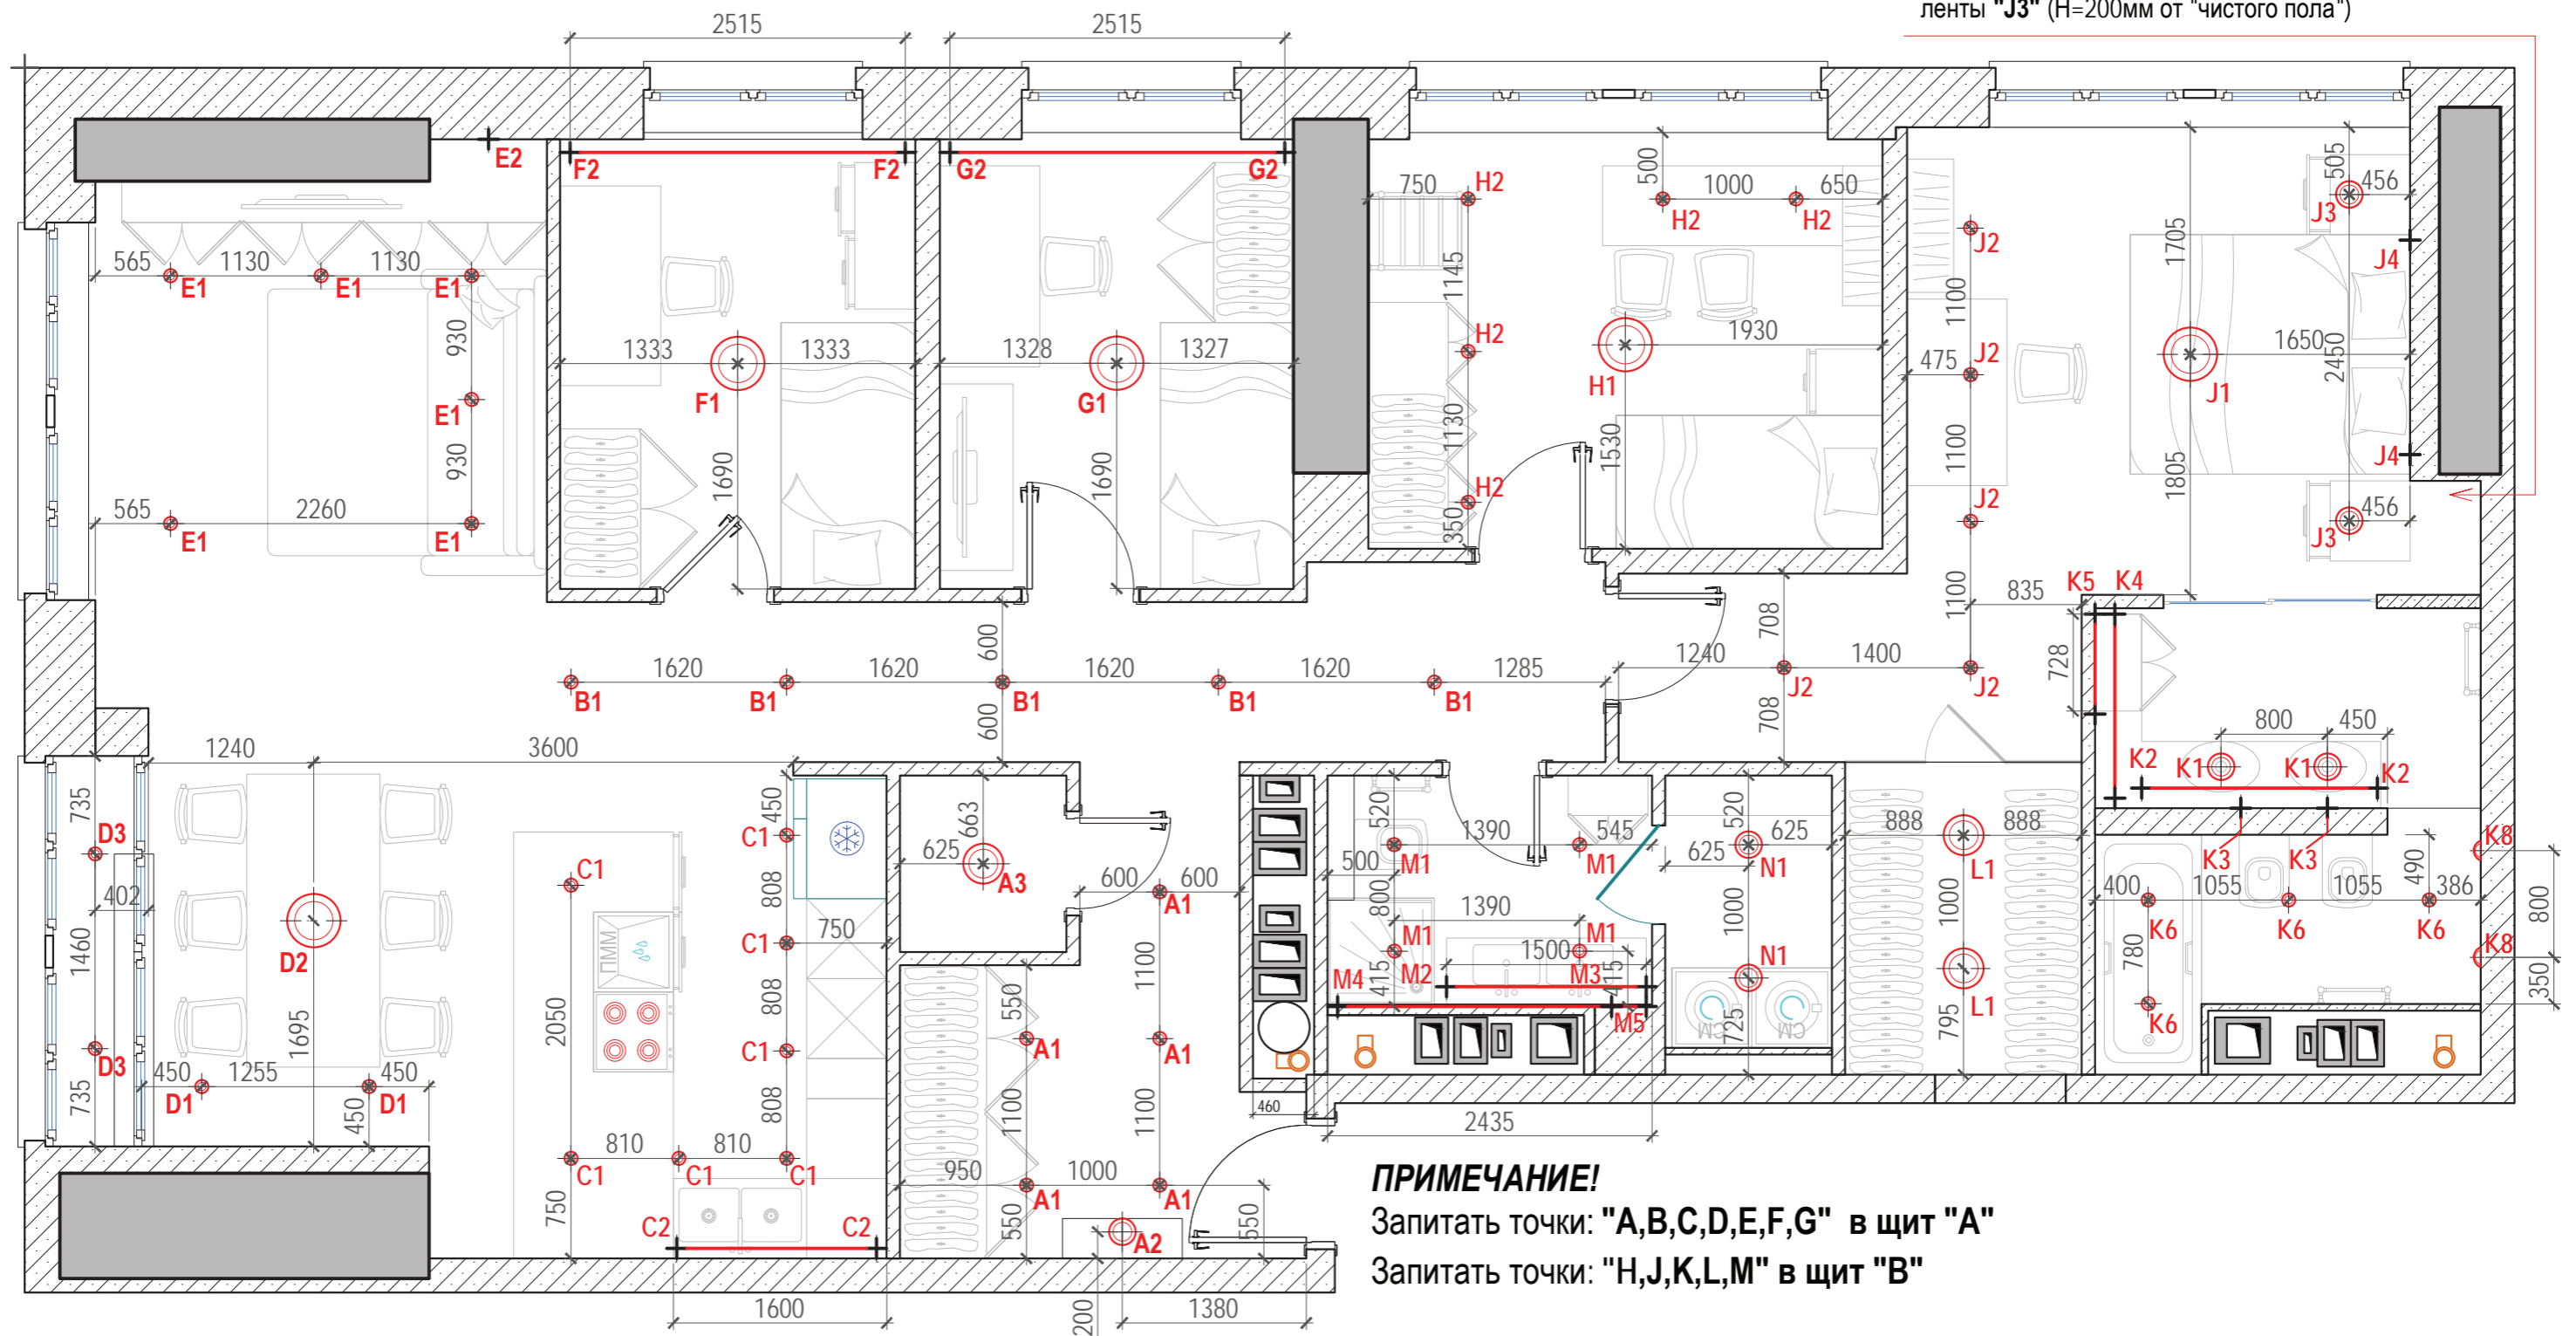 ленты "J3" (H=200мм от "чистого пола")
2515 2515
E2 F2 F2 G2 G2
750 H2 500 1000 650 H2 H2
505 456 J3
J2 1705 J4
565 1130 1130
E1 E1 E1
1145 1100
930 1333 1333 1328 1327 H2 1930 J2 475 1650 2450
F1 G1 H1 J1
E1
930 1690 1690 1130 1530 1100 1805 J4
565 2260 H2 350 J2 456
E1 E1 J3
K5 K4
600 708 1100 835
1620 1620 1620 1620 1285 1240 1400 728
B1 B1 B1 B1 B1 J2 J2
600 708
1240 3600 800 450
K2 K1 K1 K2
735 450 663 520 520
D3 C1 1390 545 625 888 888 K8
C1 625 A3 M1 M1 N1 L1 K3 K3 490
402 808 600 600 500 625 400 1055 1055 386 800
A1 800 1390 1000 1000 K6 K6 K6
D2 ПММ C1 750 M1 M1 K8
1460 1100 1500 N1 780
M4 M2 M3 415 415 L1 K6 350
2050 808 550 M5 725 СМ СМ 795
D3 1695 C1 A1 A1
450 1255 450
735 D1 D1 450 808 1100 1100 460 2435
810 810
C1 C1 C1 950 1000
750 A1 A1
C2 C2 550 A2 550
1600 200 1380
ПРИМЕЧАНИЕ!
Запитать точки: "A,B,C,D,E,F,G" в щит "A"
Запитать точки: "H,J,K,L,M" в щит "B"